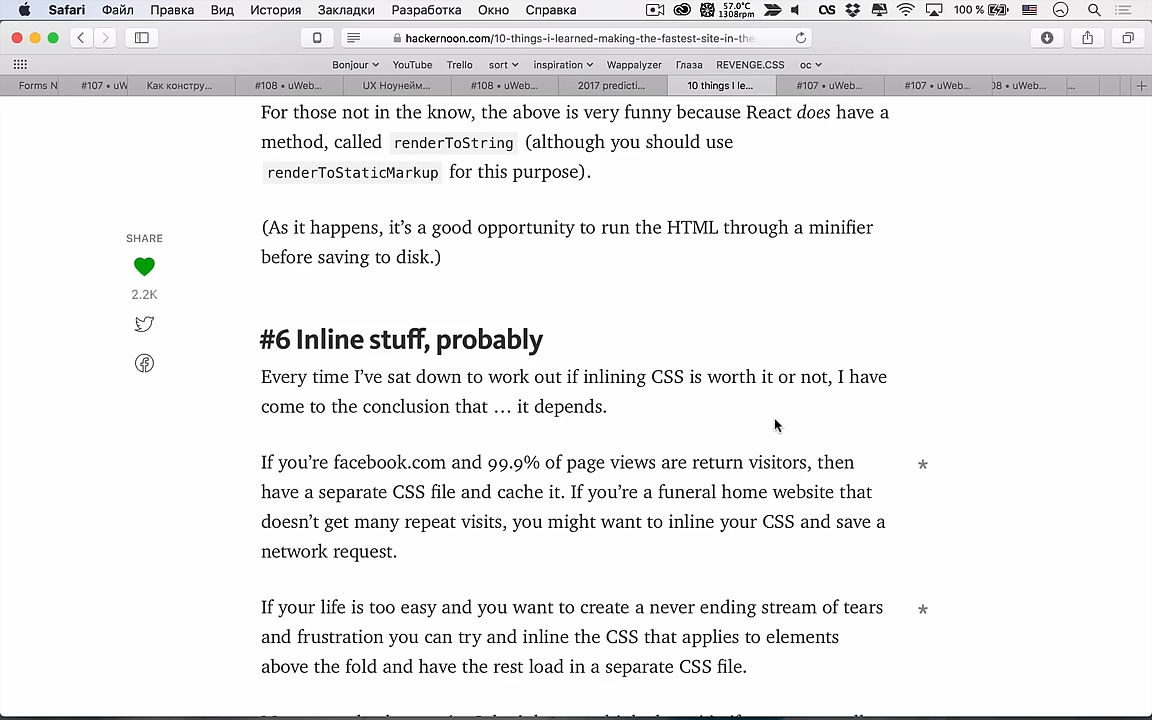 Safari Файл Правка Вид История Закладки Разработка Окно Справка 57.0°C 1308rpm 100 %
hackernoon.com/10-things-i-learned-making-the-fastest-site-in-the
Bonjour YouTube Trello sort inspiration Wappalyzer Глаза REVENGE.CSS ос
Forms N #107 • uW Как констру... #108 • uWeb... UX Ноунейм... #108 • uWeb... 2017 predicti... 10 things I le... #107 • uWeb... #107 • uWeb... 08 • uWeb... ...
For those not in the know, the above is very funny because React does have a
method, called renderToString (although you should use
renderToStaticMarkup for this purpose).
(As it happens, it’s a good opportunity to run the HTML through a minifier
before saving to disk.)
SHARE
2.2K
#6 Inline stuff, probably
Every time I’ve sat down to work out if inlining CSS is worth it or not, I have
come to the conclusion that … it depends.
If you’re facebook.com and 99.9% of page views are return visitors, then *
have a separate CSS file and cache it. If you’re a funeral home website that
doesn’t get many repeat visits, you might want to inline your CSS and save a
network request.
If your life is too easy and you want to create a never ending stream of tears *
and frustration you can try and inline the CSS that applies to elements
above the fold and have the rest load in a separate CSS file.